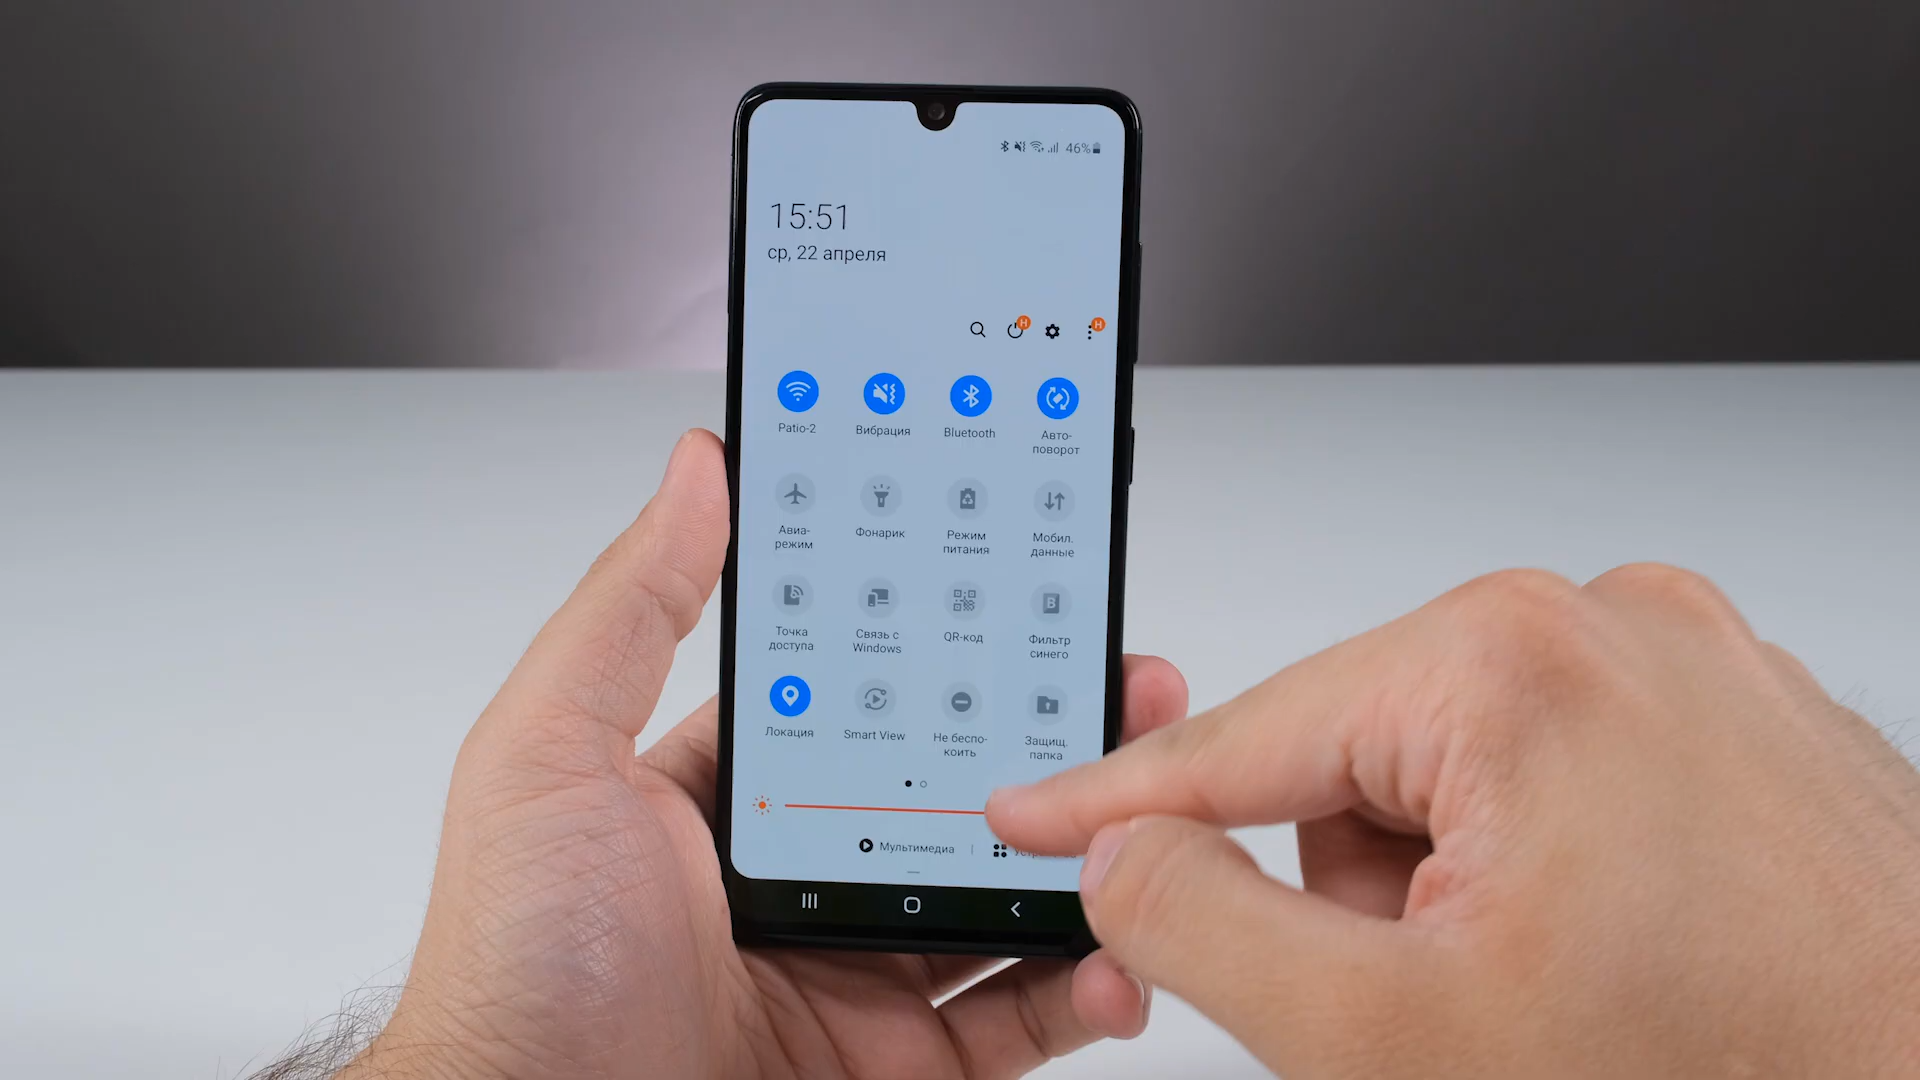 46%
15:51
ср, 22 апреля
Н Н
Patio-2 Вибрация Bluetooth Авто-
поворот
Авиа- Фонарик Режим Мобил.
режим питания данные
Точка Связь с QR-код Фильтр
доступа Windows синего
B
Локация Smart View Не беспо- Защищ.
коить папка
Мультимедиа |